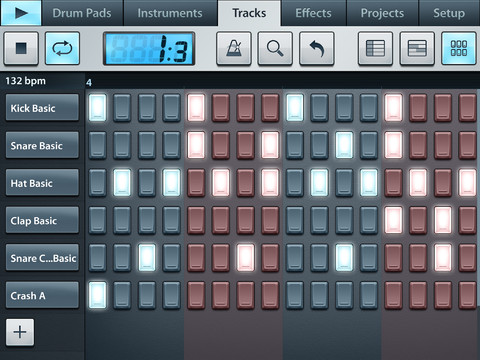 Drum Pads
Instruments
Tracks
Effects
Projects
Setup
1:3
132 bpm
4
Kick Basic
Snare Basic
Hat Basic
Clap Basic
Snare C...Basic
Crash A
+